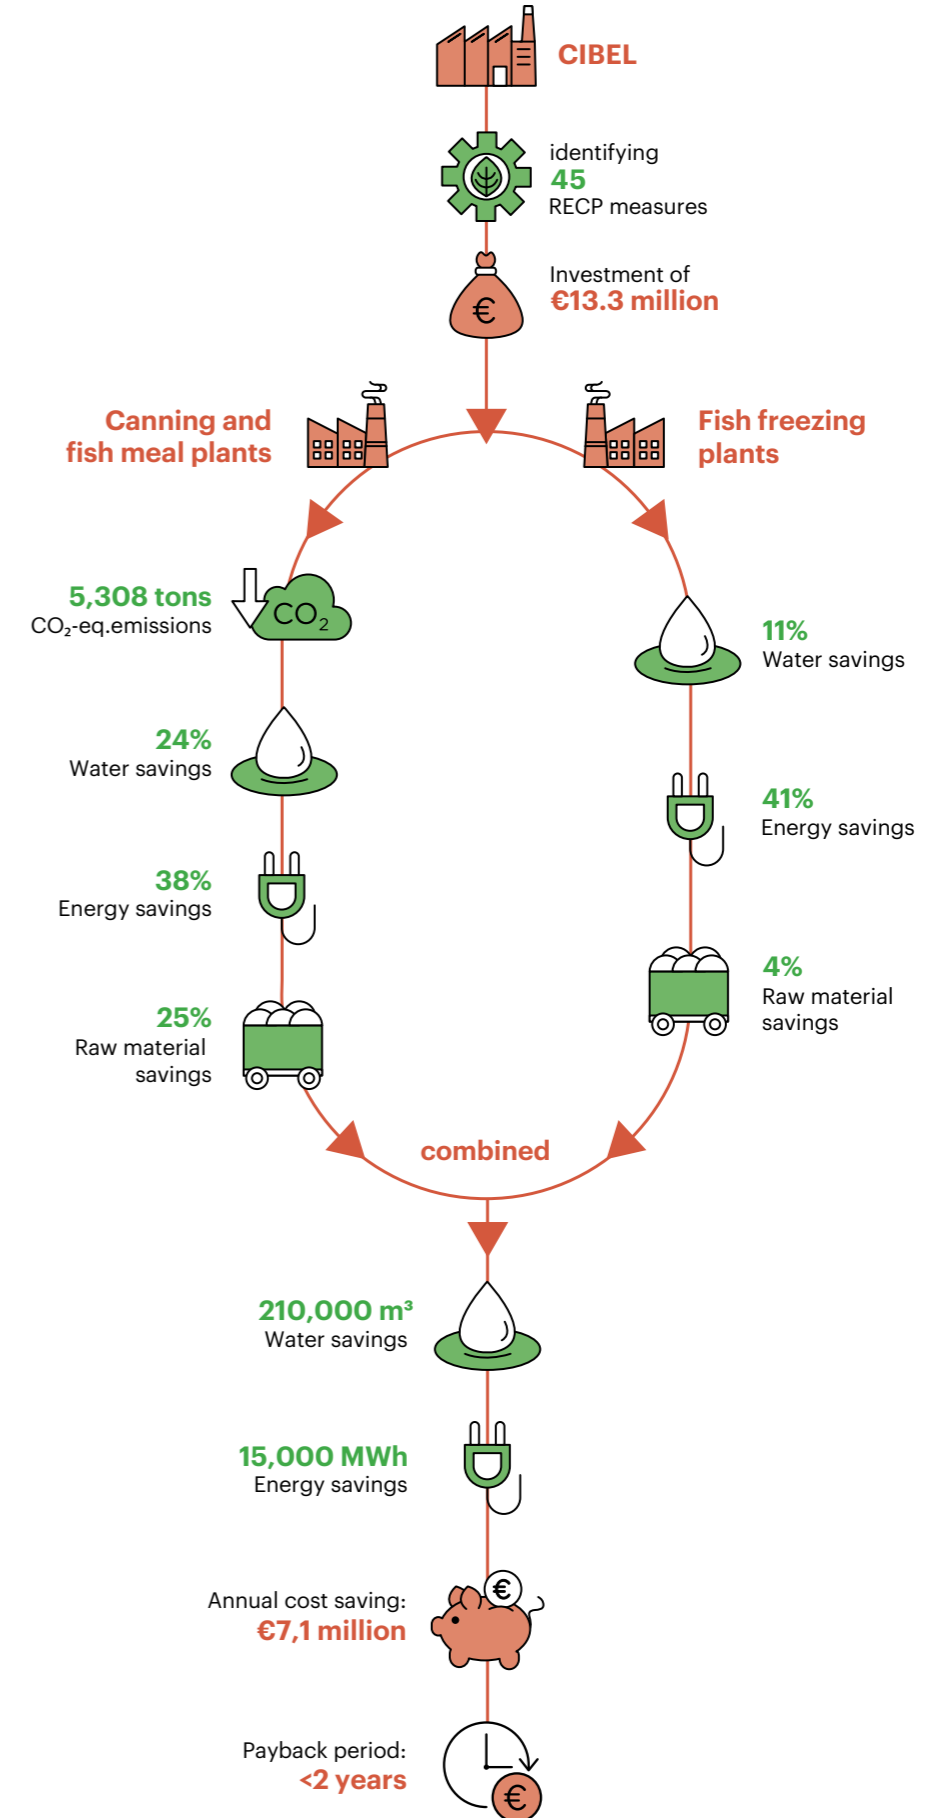 CIBEL
identifying
45
RECP measures
Investment of
€13.3 million
€
Canning and
fish meal plants
Fish freezing
plants
5,308 tons
CO₂-eq.emissions
CO₂
24%
Water savings
38%
Energy savings
25%
Raw material
savings
11%
Water savings
41%
Energy savings
4%
Raw material
savings
combined
210,000 m³
Water savings
15,000 MWh
Energy savings
Annual cost saving:
€7,1 million
€
Payback period:
<2 years
€